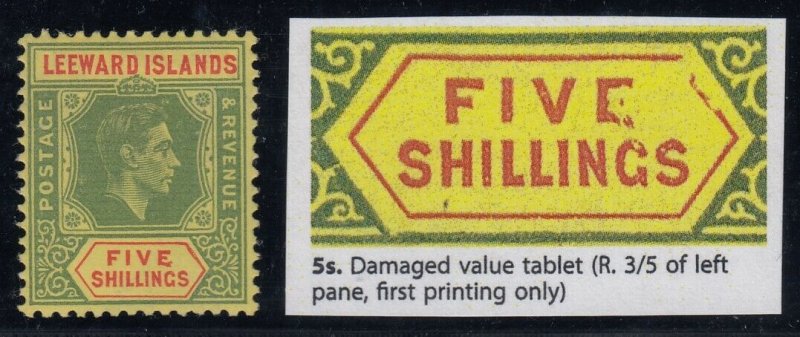 LEEWARD ISLANDS
POSTAGE
& REVENUE
FIVE
SHILLINGS
FIVE
SHILLINGS
5s. Damaged value tablet (R. 3/5 of left
pane, first printing only)